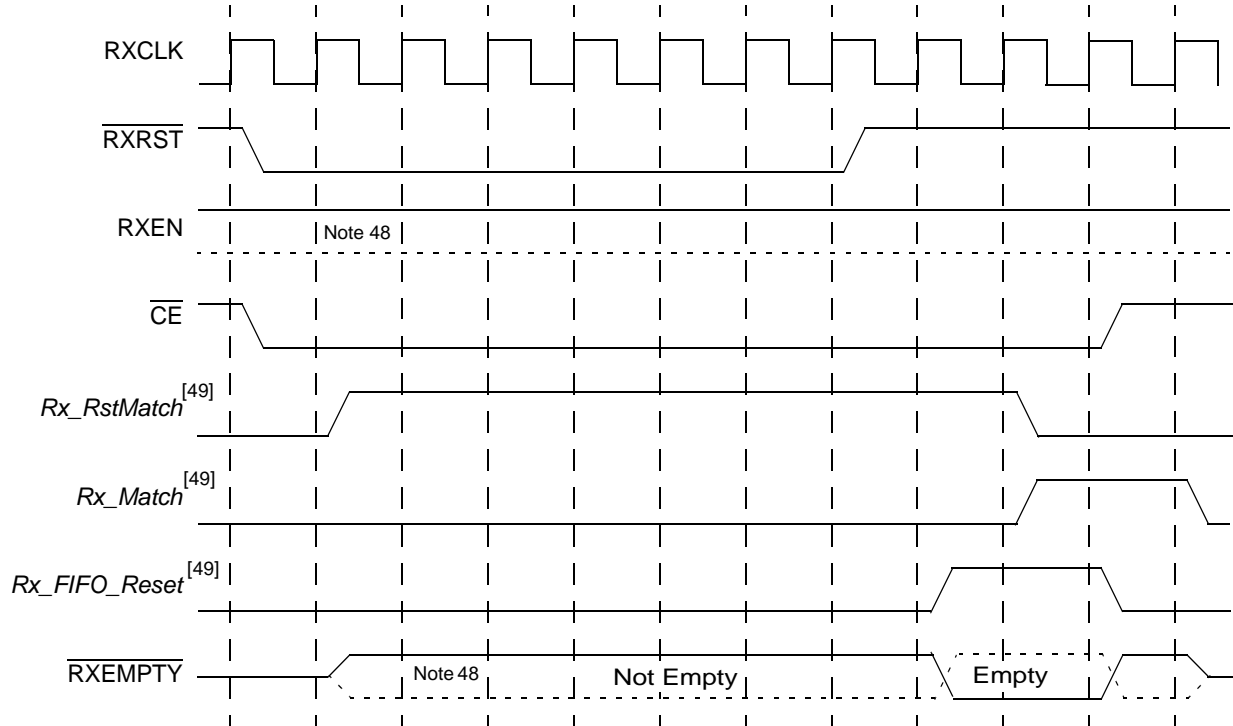 RXCLK
RXRST
RXEN
Note 48
CE
Rx_RstMatch[49]
Rx_Match[49]
Rx_FIFO_Reset[49]
RXEMPTY
Note 48
Not Empty
Empty